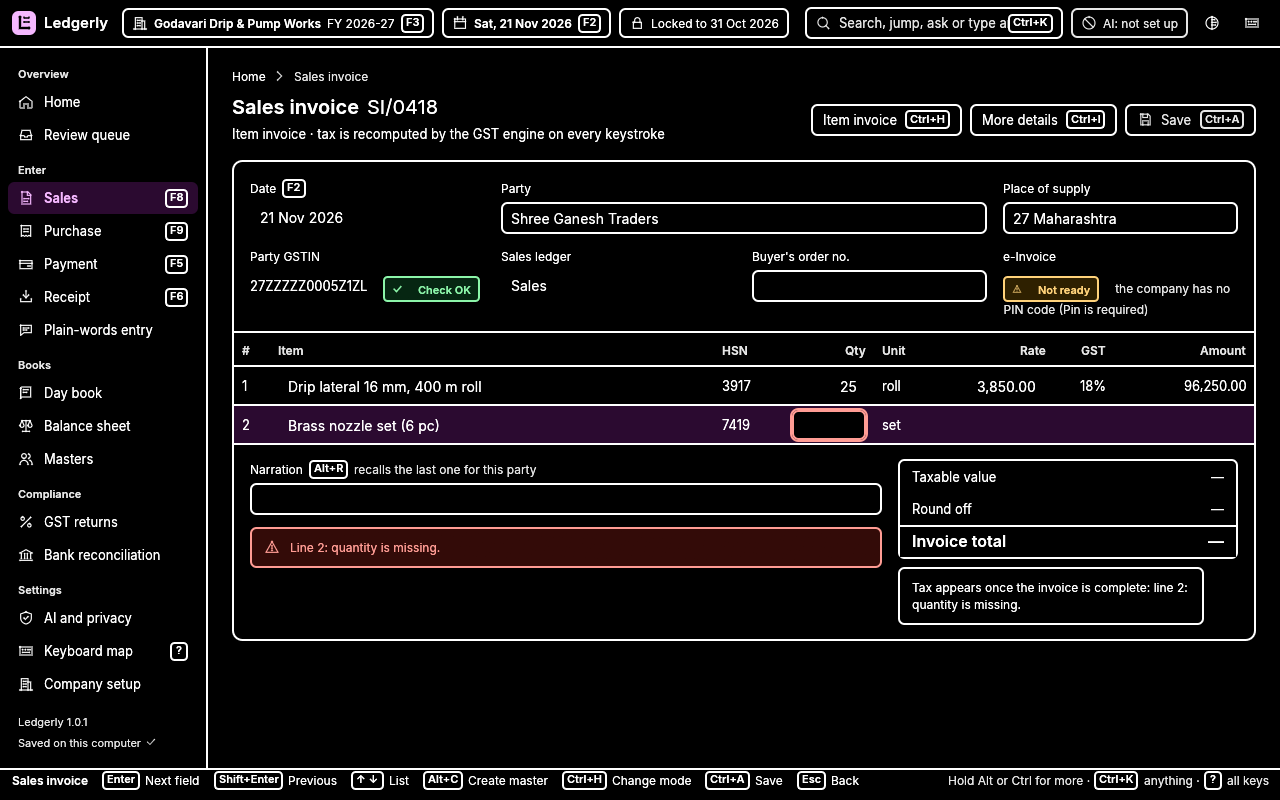 Ledgerly
Godavari Drip & Pump Works FY 2026-27 F3
Sat, 21 Nov 2026 F2
Locked to 31 Oct 2026
Search, jump, ask or type a Ctrl+K
AI: not set up
Overview
Home
Review queue
Enter
Sales F8
Purchase F9
Payment F5
Receipt F6
Plain-words entry
Books
Day book
Balance sheet
Masters
Compliance
GST returns
Bank reconciliation
Settings
AI and privacy
Keyboard map ?
Company setup
Ledgerly 1.0.1
Saved on this computer
Home Sales invoice
Sales invoice SI/0418
Item invoice · tax is recomputed by the GST engine on every keystroke
Item invoice Ctrl+H
More details Ctrl+I
Save Ctrl+A
Date F2 Party Place of supply
21 Nov 2026 Shree Ganesh Traders 27 Maharashtra
Party GSTIN Sales ledger Buyer's order no. e-Invoice
27ZZZZZ0005Z1ZL Check OK Sales Not ready the company has no
PIN code (Pin is required)
# Item HSN Qty Unit Rate GST Amount
1 Drip lateral 16 mm, 400 m roll 3917 25 roll 3,850.00 18% 96,250.00
2 Brass nozzle set (6 pc) 7419 set
Narration Alt+R recalls the last one for this party
Line 2: quantity is missing.
Taxable value —
Round off —
Invoice total —
Tax appears once the invoice is complete: line 2:
quantity is missing.
Sales invoice Enter Next field Shift+Enter Previous ↑ ↓ List Alt+C Create master Ctrl+H Change mode Ctrl+A Save Esc Back Hold Alt or Ctrl for more · Ctrl+K anything · ? all keys